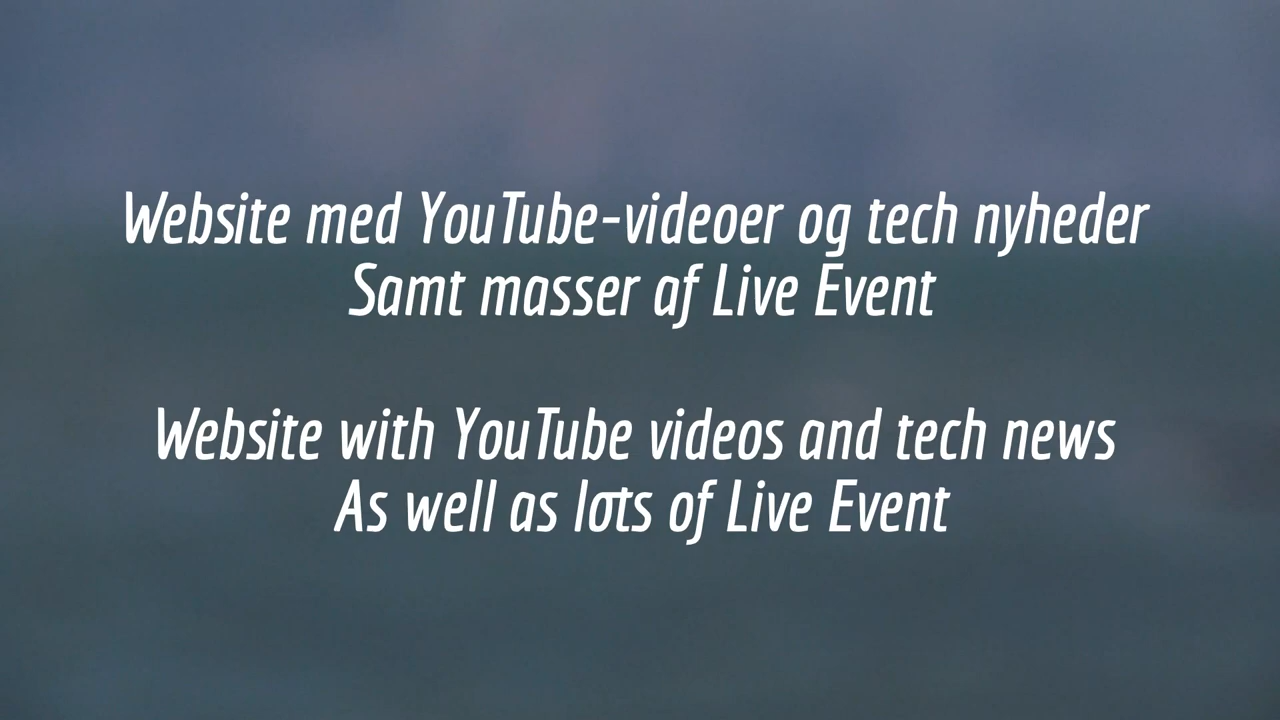 Website med YouTube-videoer og tech nyheder
Samt masser af Live Event
Website with YouTube videos and tech news
As well as lots of Live Event